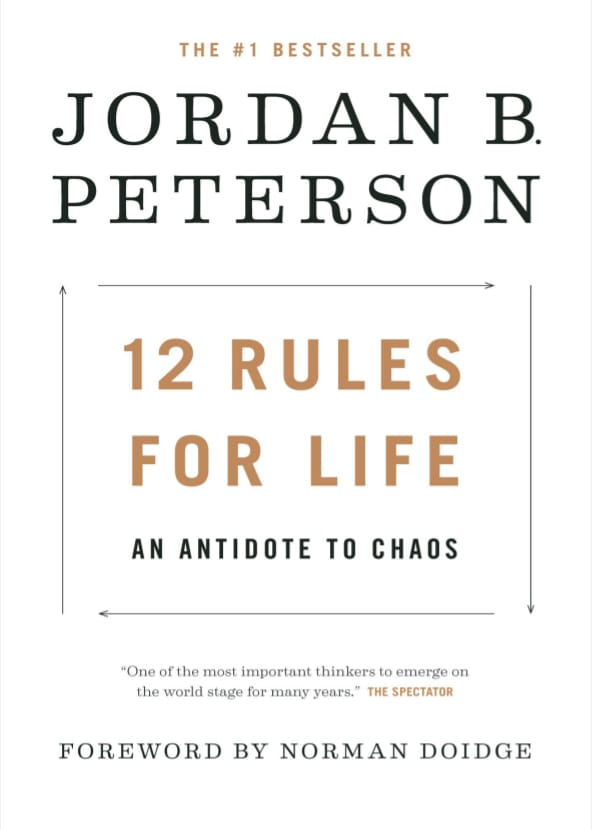 THE #1 BESTSELLER
JORDAN B.
PETERSON
12 RULES
FOR LIFE
AN ANTIDOTE TO CHAOS
“One of the most important thinkers to emerge on
the world stage for many years.” THE SPECTATOR
FOREWORD BY NORMAN DOIDGE